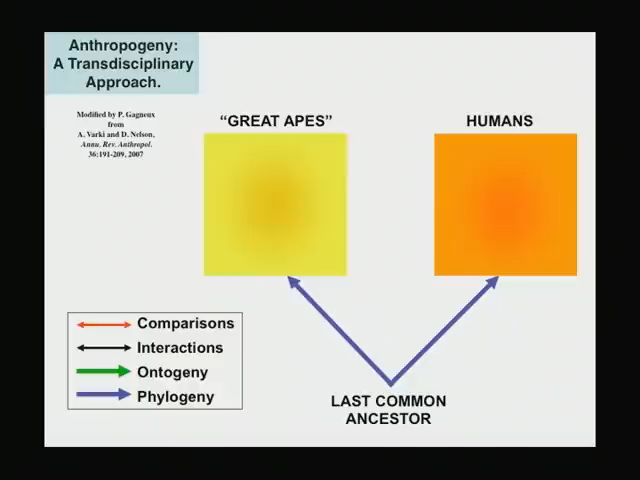 Anthropogeny:
A Transdisciplinary
Approach.
Modified by P. Gagneux
from
A. Varki and D. Nelson,
Annu. Rev. Anthropol.
36:191-209, 2007
“GREAT APES”
HUMANS
Comparisons
Interactions
Ontogeny
Phylogeny
LAST COMMON
ANCESTOR